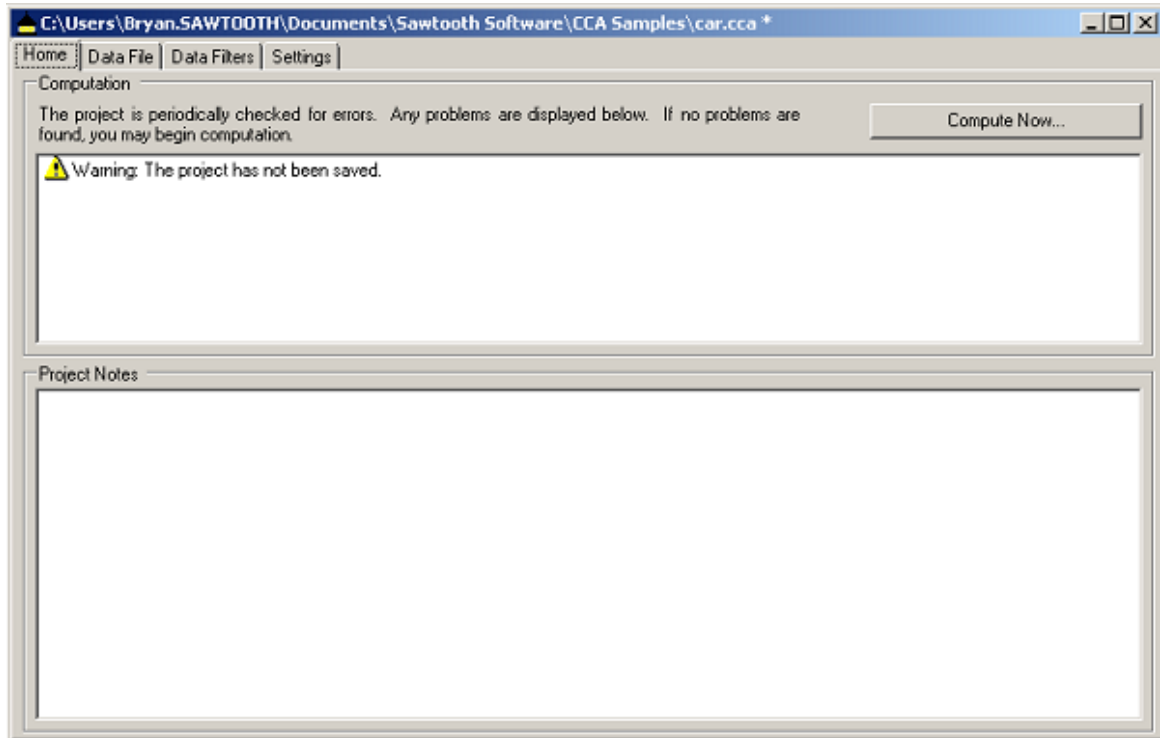 C:\Users\Bryan.SAWTOOTH\Documents\Sawtooth Software\CCA Samples\car.cca *
Home Data File Data Filters Settings
Computation
The project is periodically checked for errors. Any problems are displayed below. If no problems are
found, you may begin computation.
Compute Now...
Warning: The project has not been saved.
Project Notes